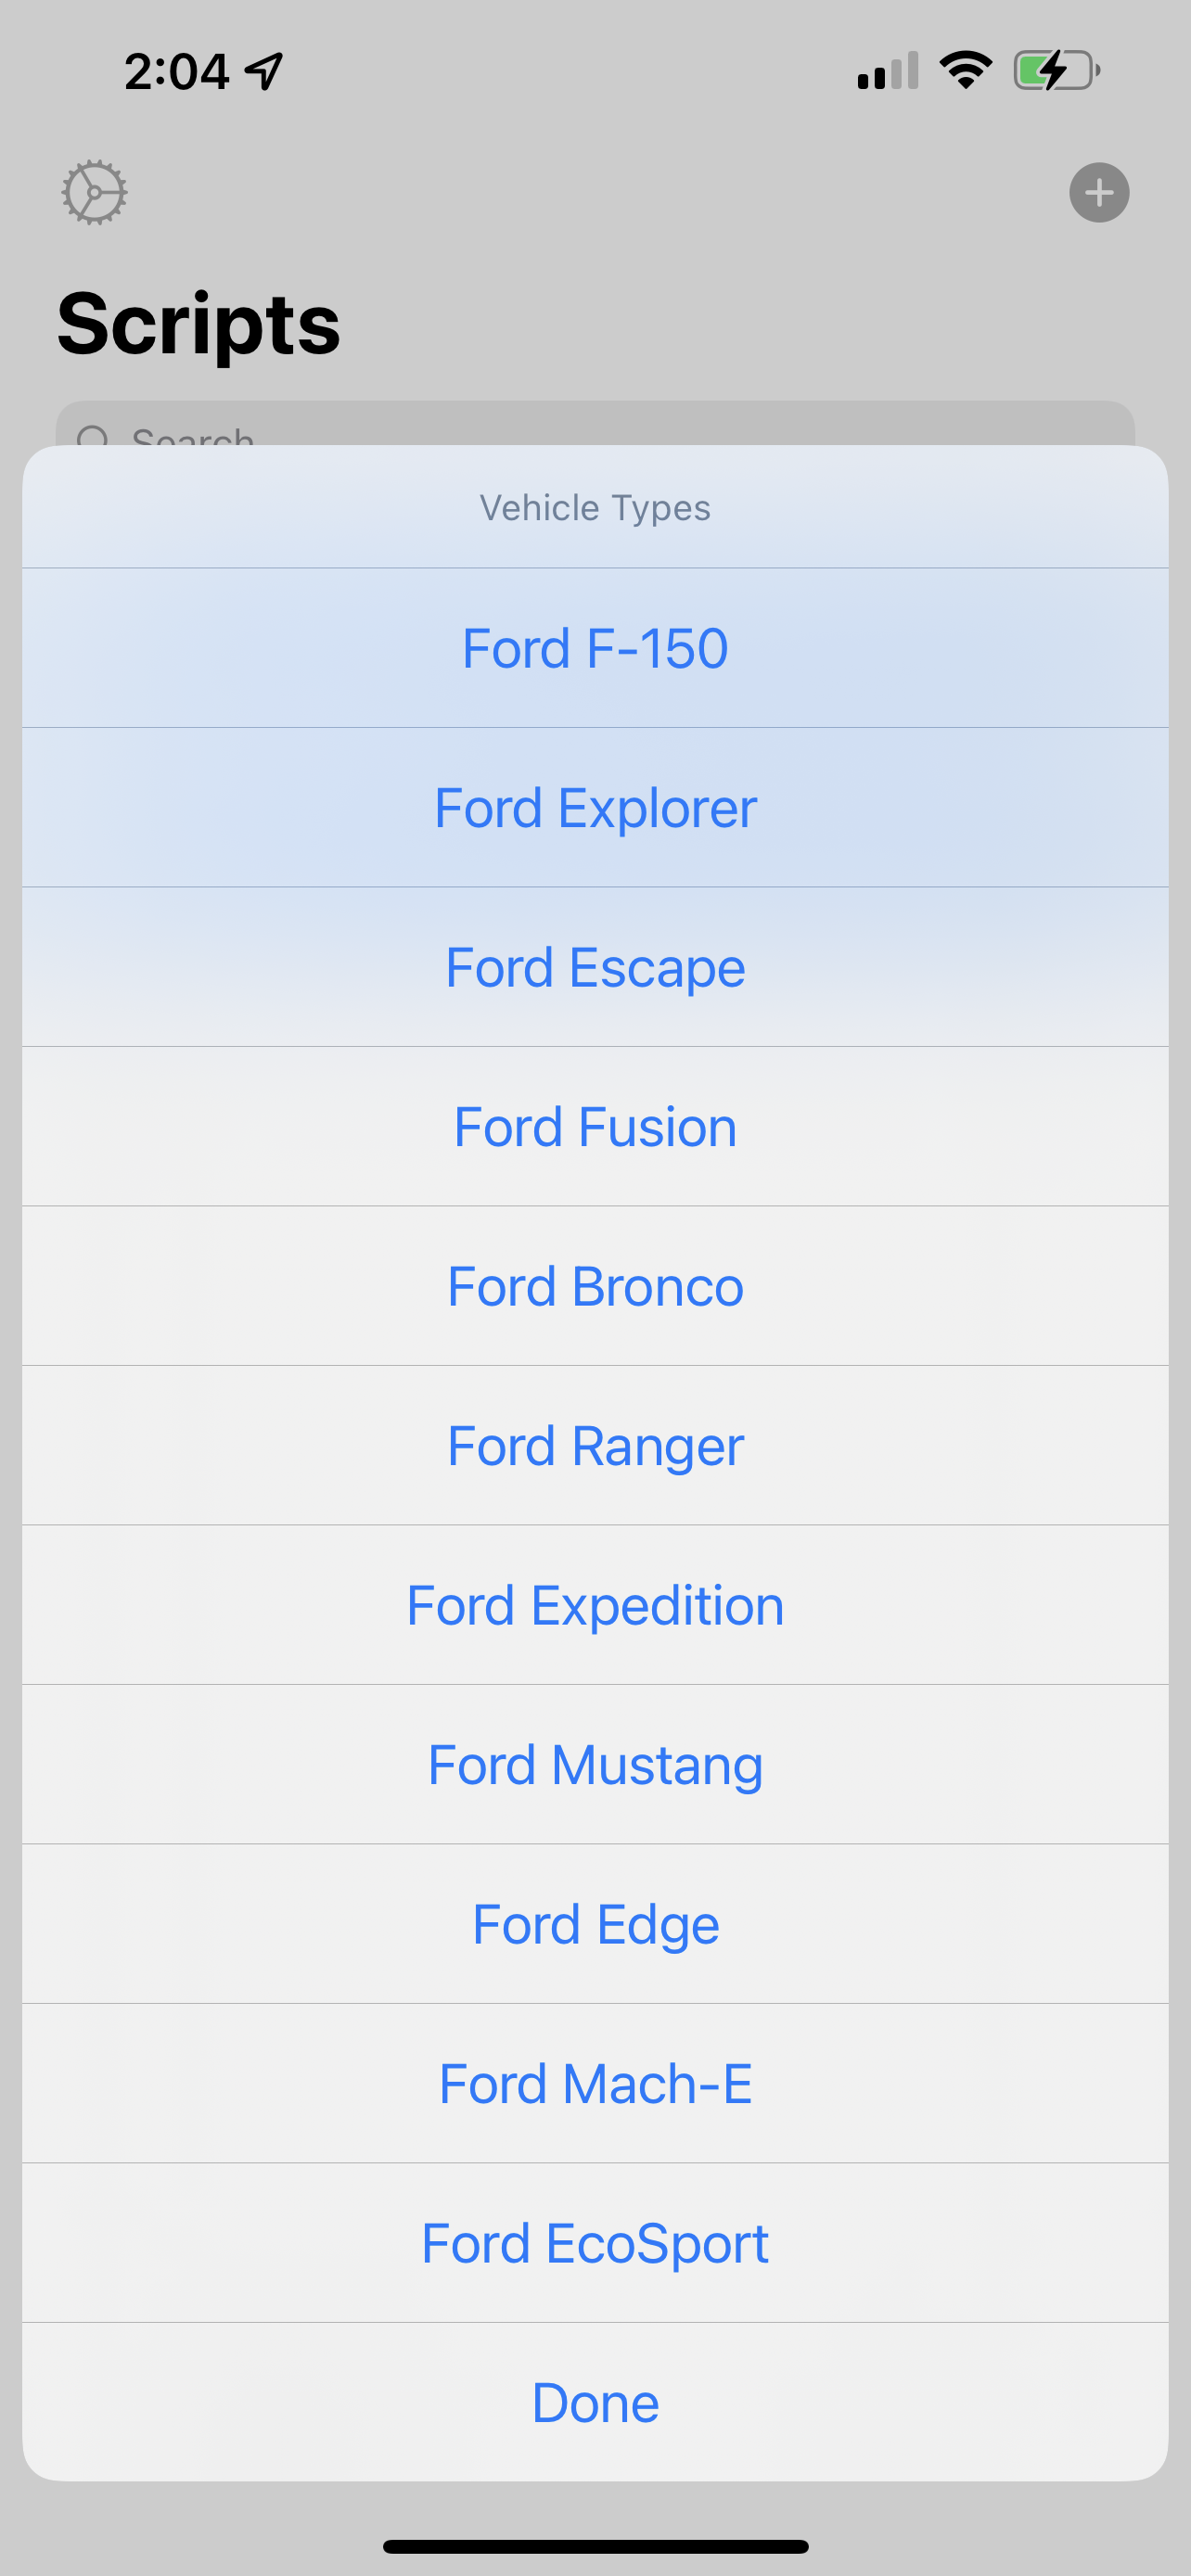 2:04
Scripts
Search
Vehicle Types
Ford F-150
Ford Explorer
Ford Escape
Ford Fusion
Ford Bronco
Ford Ranger
Ford Expedition
Ford Mustang
Ford Edge
Ford Mach-E
Ford EcoSport
Done